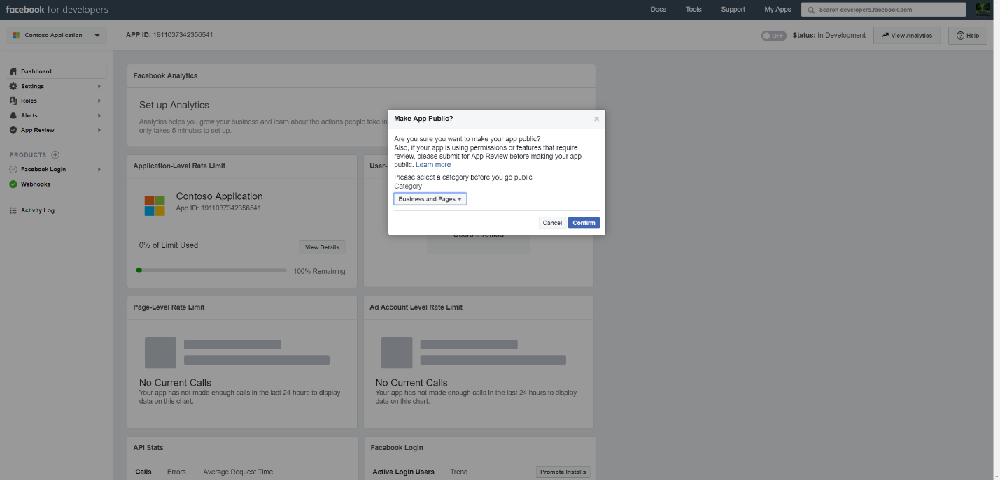 facebook for developers
Docs
Tools
Support
My Apps
Search developers.facebook.com
Contoso Application
APP ID: 1911037342356541
OFF
Status: In Development
View Analytics
Help
Dashboard
Settings
Roles
Alerts
App Review
PRODUCTS
Facebook Login
Webhooks
Activity Log
Facebook Analytics
Set up Analytics
Analytics helps you grow your business and learn about the actions people take in
only takes 5 minutes to set up.
Make App Public?
Are you sure you want to make your app public?
Also, if your app is using permissions or features that require
review, please submit for App Review before making your app
public. Learn more
Please select a category before you go public
Category
Business and Pages
Cancel
Confirm
Application-Level Rate Limit
Contoso Application
App ID: 1911037342356541
0% of Limit Used
View Details
100% Remaining
Users throttled
Page-Level Rate Limit
No Current Calls
Your app has not made enough calls in the last 24 hours to display
data on this chart.
Ad Account Level Rate Limit
No Current Calls
Your app has not made enough calls in the last 24 hours to display
data on this chart.
API Stats
Calls
Errors
Average Request Time
Facebook Login
Active Login Users
Trend
Promote Installs